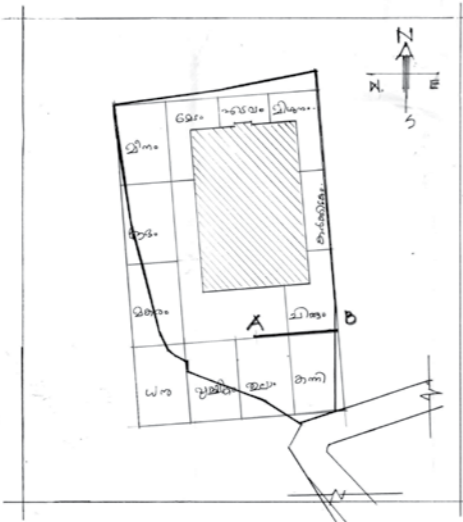 N
W E
S
മേടം ഇടവം മിഥുനം
മീനം
കുംഭം
കർക്കിടകം
മകരം
A
ചിങ്ങം
B
ധനു വൃശ്ചികം തുലാം കന്നി